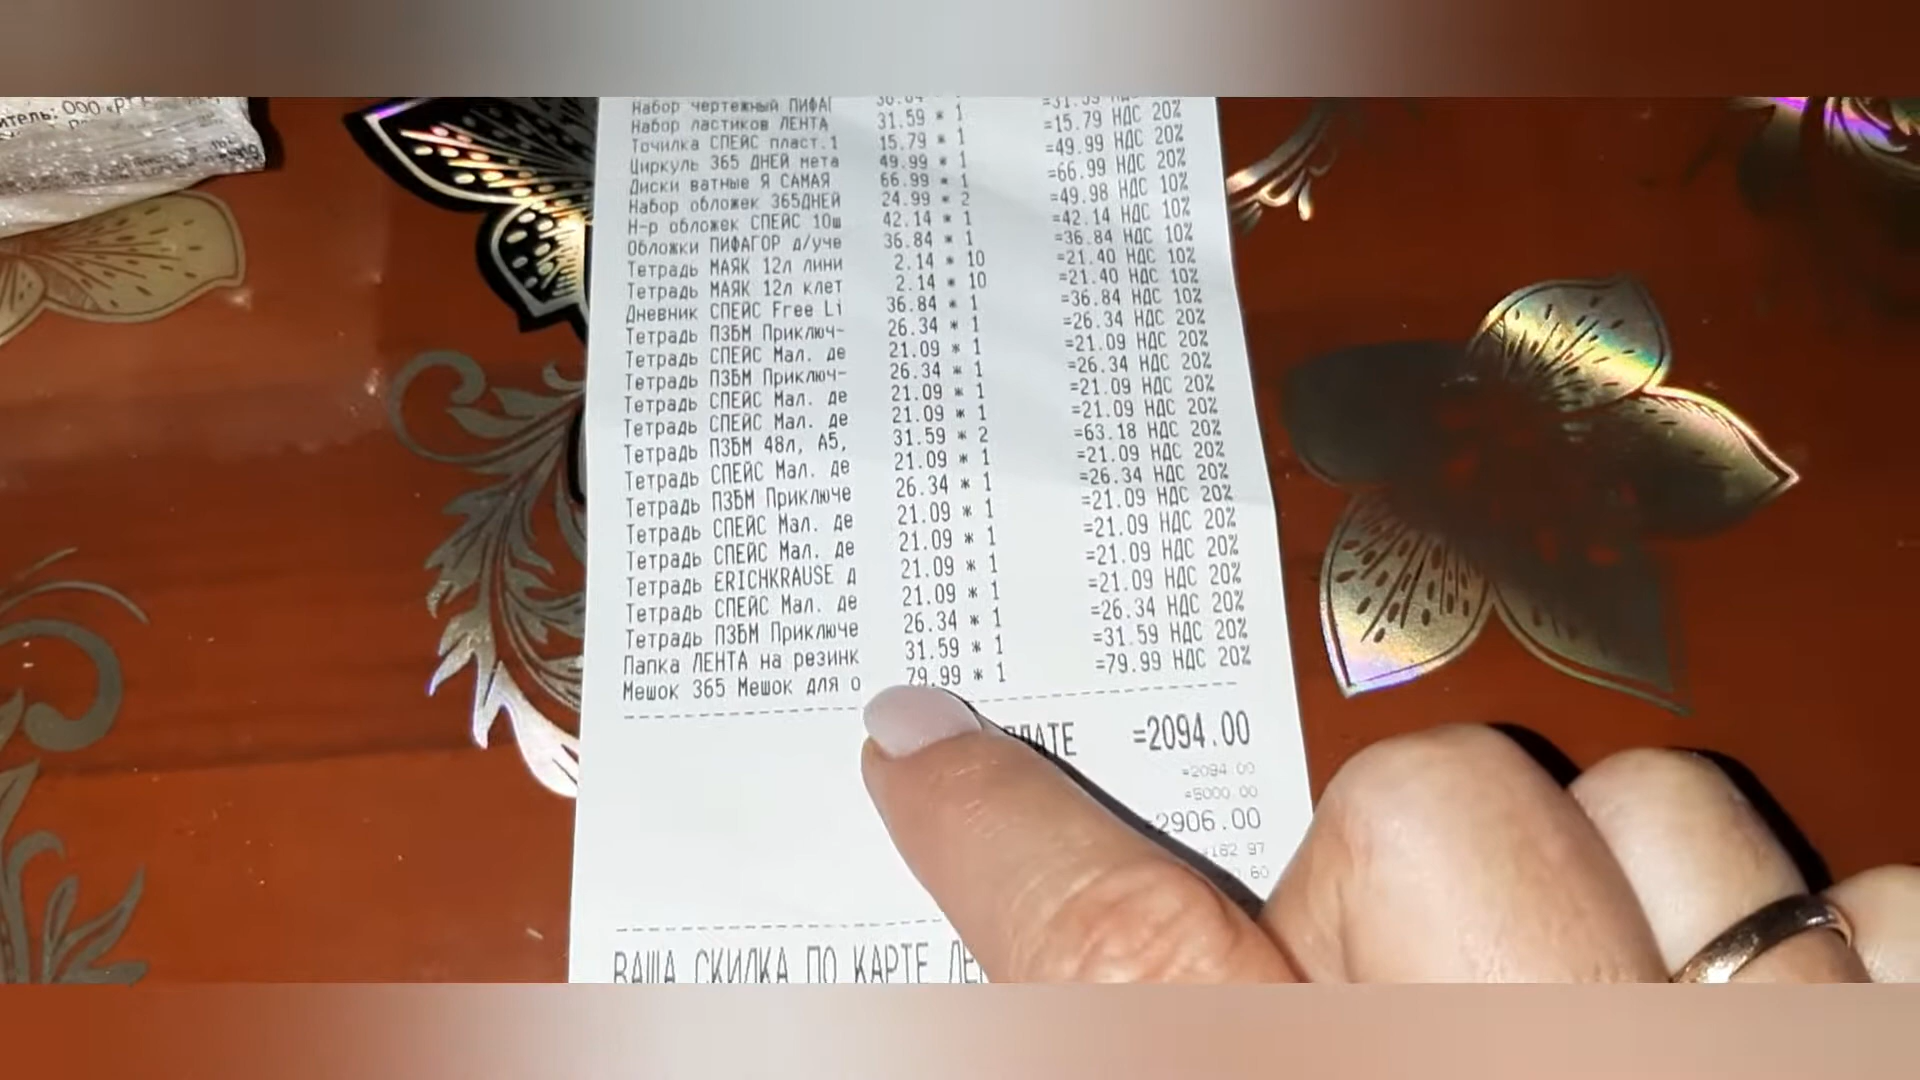 итель: ООО «Р
Набор чертежный ПИФАГ
Набор ластиков ЛЕНТА 31.59 * 1 =31.59
Точилка СПЕЙС пласт.1 15.79 * 1 =15.79 НДС 20%
Циркуль 365 ДНЕЙ мета 49.99 * 1 =49.99 НДС 20%
Диски ватные Я САМАЯ 66.99 * 1 =66.99 НДС 20%
Набор обложек 365ДНЕЙ 24.99 * 2 =49.98 НДС 10%
Н-р обложек СПЕЙС 10ш 42.14 * 1 =42.14 НДС 10%
Обложки ПИФАГОР д/уче 36.84 * 1 =36.84 НДС 10%
Тетрадь МАЯК 12л лини 2.14 * 10 =21.40 НДС 10%
Тетрадь МАЯК 12л клет 2.14 * 10 =21.40 НДС 10%
Дневник СПЕЙС Free Li 36.84 * 1 =36.84 НДС 10%
Тетрадь ПЗБМ Приключ- 26.34 * 1 =26.34 НДС 20%
Тетрадь СПЕЙС Мал. де 21.09 * 1 =21.09 НДС 20%
Тетрадь ПЗБМ Приключ- 26.34 * 1 =26.34 НДС 20%
Тетрадь СПЕЙС Мал. де 21.09 * 1 =21.09 НДС 20%
Тетрадь СПЕЙС Мал. де 21.09 * 1 =21.09 НДС 20%
Тетрадь ПЗБМ 48л, А5, 31.59 * 2 =63.18 НДС 20%
Тетрадь СПЕЙС Мал. де 21.09 * 1 =21.09 НДС 20%
Тетрадь ПЗБМ Приключе 26.34 * 1 =26.34 НДС 20%
Тетрадь СПЕЙС Мал. де 21.09 * 1 =21.09 НДС 20%
Тетрадь СПЕЙС Мал. де 21.09 * 1 =21.09 НДС 20%
Тетрадь ERICHKRAUSE д 21.09 * 1 =21.09 НДС 20%
Тетрадь СПЕЙС Мал. де 21.09 * 1 =21.09 НДС 20%
Тетрадь ПЗБМ Приключе 26.34 * 1 =26.34 НДС 20%
Папка ЛЕНТА на резинк 31.59 * 1 =31.59 НДС 20%
Мешок 365 Мешок для о 79.99 * 1 =79.99 НДС 20%
ПЛАТЕ =2094.00
=2094.00
=5000.00
=2906.00
=162.97
0.60
ВАША СКИДКА ПО КАРТЕ ЛЕ